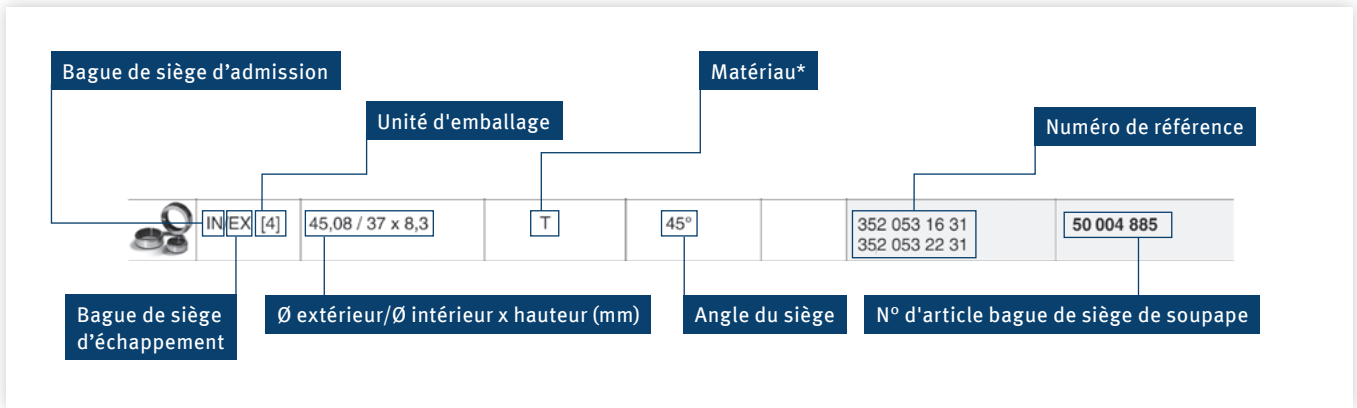 Bague de siège d’admission
Matériau*
Unité d'emballage
Numéro de référence
IN/EX [4] 45,08 / 37 x 8,3 T 45° 352 053 16 31 50 004 885
352 053 22 31
Bague de siège
d’échappement
Ø extérieur/Ø intérieur x hauteur (mm)
Angle du siège
N° d'article bague de siège de soupape